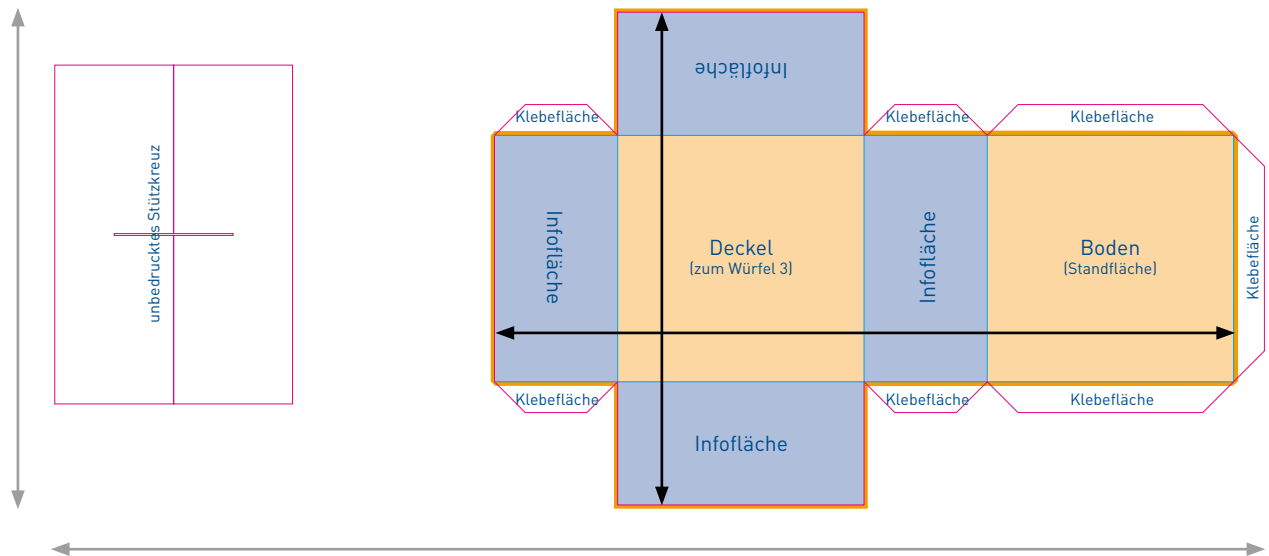 Infofläche
Klebefläche
Klebefläche
Klebefläche
unbedrucktes Stützkreuz
Infofläche
Deckel
(zum Würfel 3)
Infofläche
Boden
(Standfläche)
Klebefläche
Klebefläche
Klebefläche
Klebefläche
Infofläche